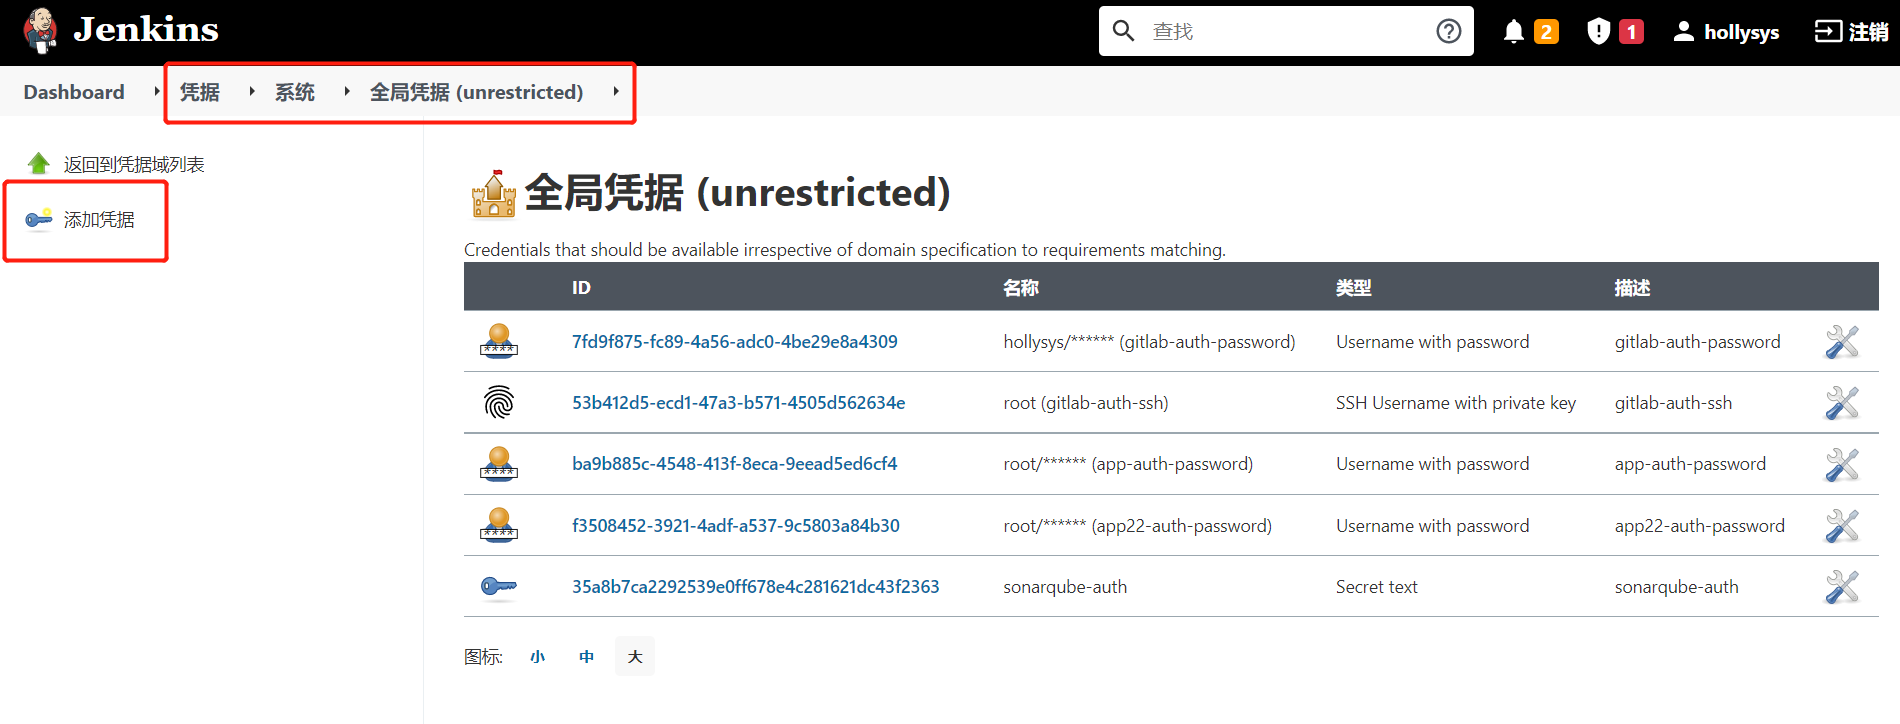 Jenkins
查找
2
1
hollysys
注销
Dashboard 凭据 系统 全局凭据 (unrestricted)
返回到凭据域列表
添加凭据
全局凭据 (unrestricted)
Credentials that should be available irrespective of domain specification to requirements matching.
ID 名称 类型 描述
7fd9f875-fc89-4a56-adc0-4be29e8a4309 hollysys/****** (gitlab-auth-password) Username with password gitlab-auth-password
53b412d5-ecd1-47a3-b571-4505d562634e root (gitlab-auth-ssh) SSH Username with private key gitlab-auth-ssh
ba9b885c-4548-413f-8eca-9eead5ed6cf4 root/****** (app-auth-password) Username with password app-auth-password
f3508452-3921-4adf-a537-9c5803a84b30 root/****** (app22-auth-password) Username with password app22-auth-password
35a8b7ca2292539e0ff678e4c281621dc43f2363 sonarqube-auth Secret text sonarqube-auth
图标: 小 中 大